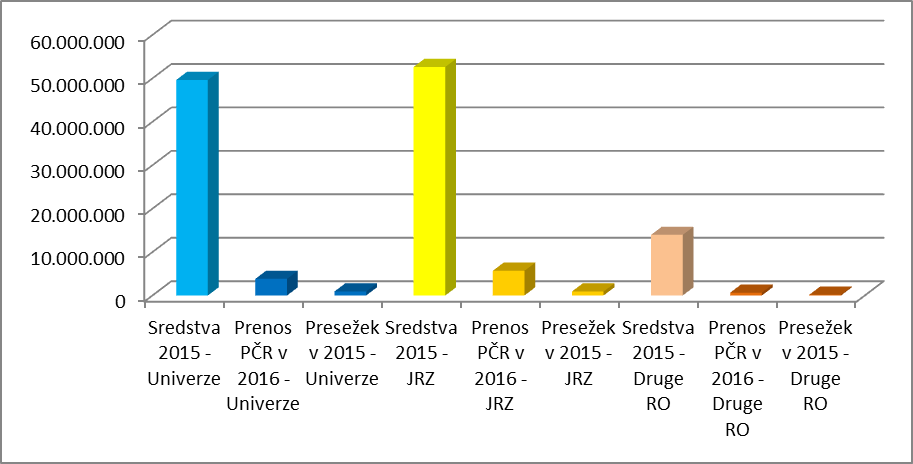 60.000.000
50.000.000
40.000.000
30.000.000
20.000.000
10.000.000
0
Sredstva
2015 -
Univerze
Prenos
PČR v
2016 -
Univerze
Presežek
v 2015 -
Univerze
Sredstva
2015 -
JRZ
Prenos
PČR v
2016 -
JRZ
Presežek
v 2015 -
JRZ
Sredstva
2015 -
Druge
RO
Prenos
PČR v
2016 -
Druge
RO
Presežek
v 2015 -
Druge
RO